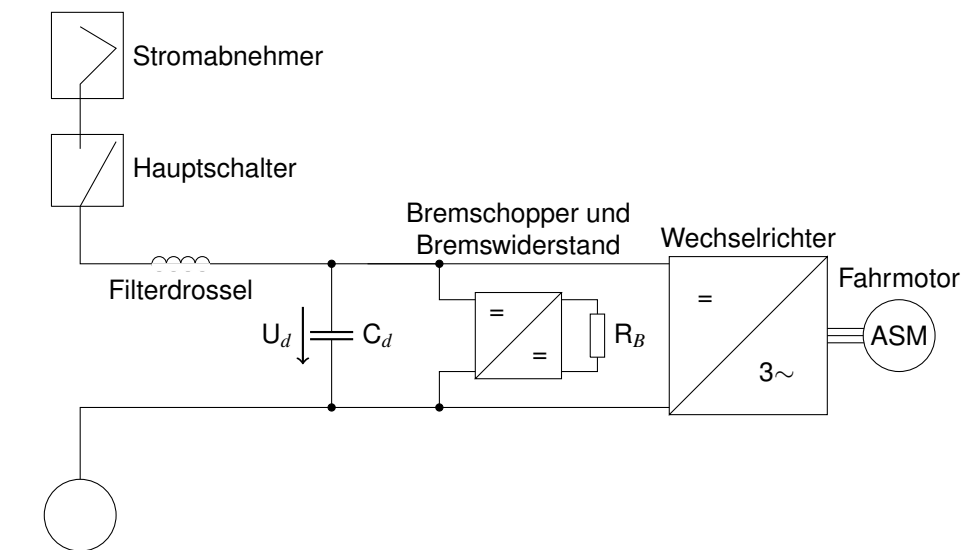 Stromabnehmer
Hauptschalter
Bremschopper und
Bremswiderstand
Wechselrichter
Filterdrossel
Fahrmotor
=
=
=
U_d
C_d
R_B
3~
ASM